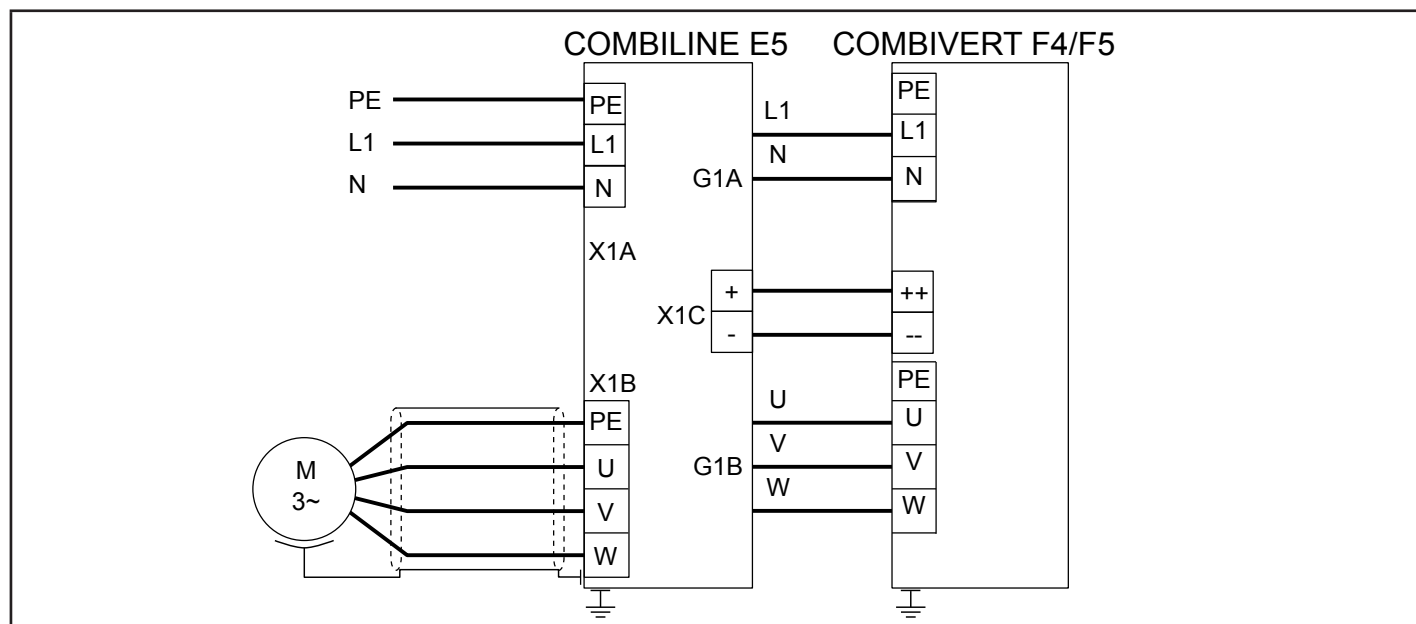 COMBILINE E5 COMBIVERT F4/F5
PE
L1
N
PE
L1
N
X1A
L1
N
G1A
PE
L1
N
X1C
+
-
++
--
X1B
PE
U
V
W
M
3~
U
V
W
G1B
PE
U
V
W